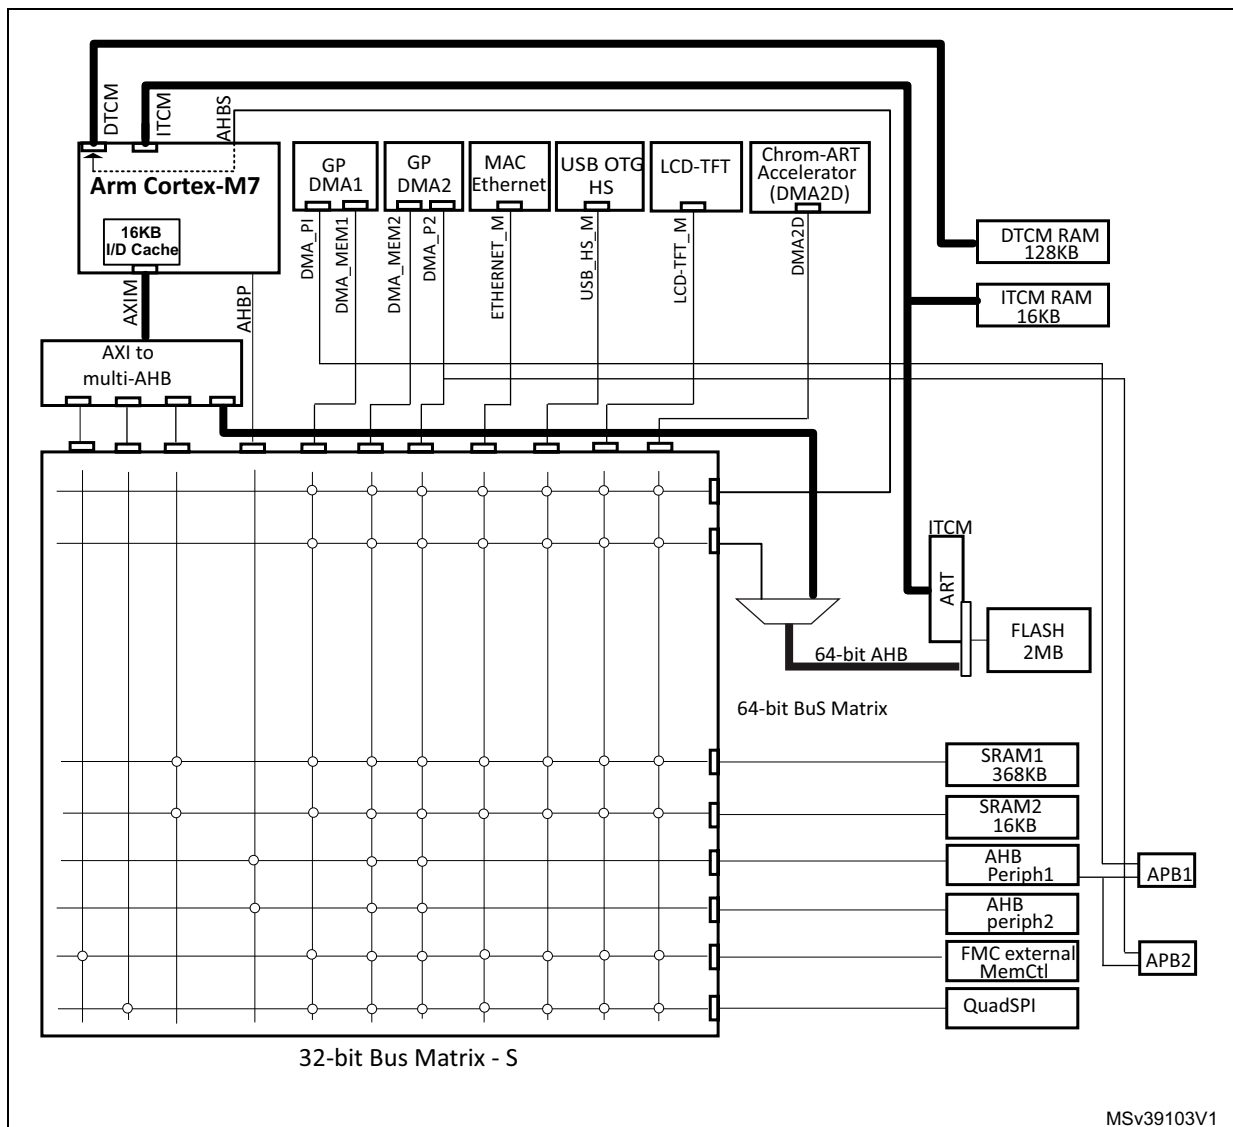 DTCM
ITCM
AHBS
Arm Cortex-M7
16KB
I/D Cache
GP
DMA1
GP
DMA2
MAC
Ethernet
USB OTG
HS
LCD-TFT
Chrom-ART
Accelerator
(DMA2D)
AXIM
AHBP
DMA_PI
DMA_MEM1
DMA_MEM2
DMA_P2
ETHERNET_M
USB_HS_M
LCD-TFT_M
DMA2D
DTCM RAM
128KB
ITCM RAM
16KB
AXI to
multi-AHB
ITCM
ART
FLASH
2MB
64-bit AHB
64-bit BuS Matrix
SRAM1
368KB
SRAM2
16KB
AHB
Periph1
APB1
AHB
periph2
FMC external
MemCtl
APB2
QuadSPI
32-bit Bus Matrix - S
MSv39103V1